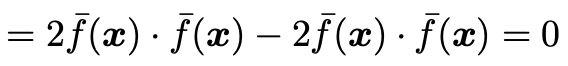 = 2f̄(𝒙) · f̄(𝒙) − 2f̄(𝒙) · f̄(𝒙) = 0